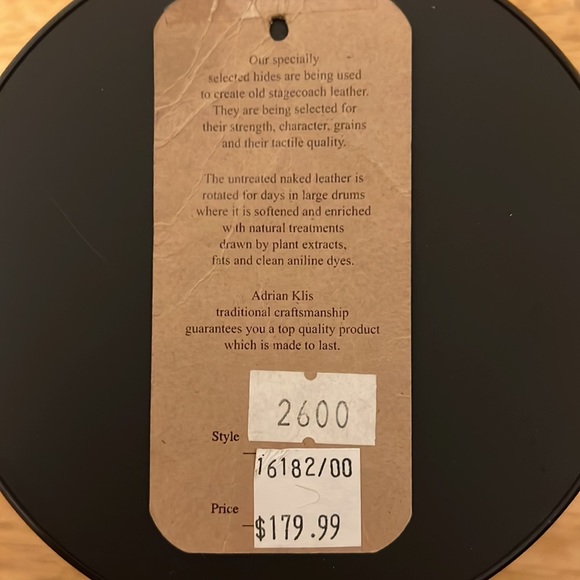 Our specially
selected hides are being used
to create old stagecoach leather.
They are being selected for
their strength, character, grains
and their tactile quality.
The untreated naked leather is
rotated for days in large drums
where it is softened and enriched
with natural treatments
drawn by plant extracts,
fats and clean aniline dyes.
Adrian Klis
traditional craftsmanship
guarantees you a top quality product
which is made to last.
Style 2600
16182/00
Price $179.99